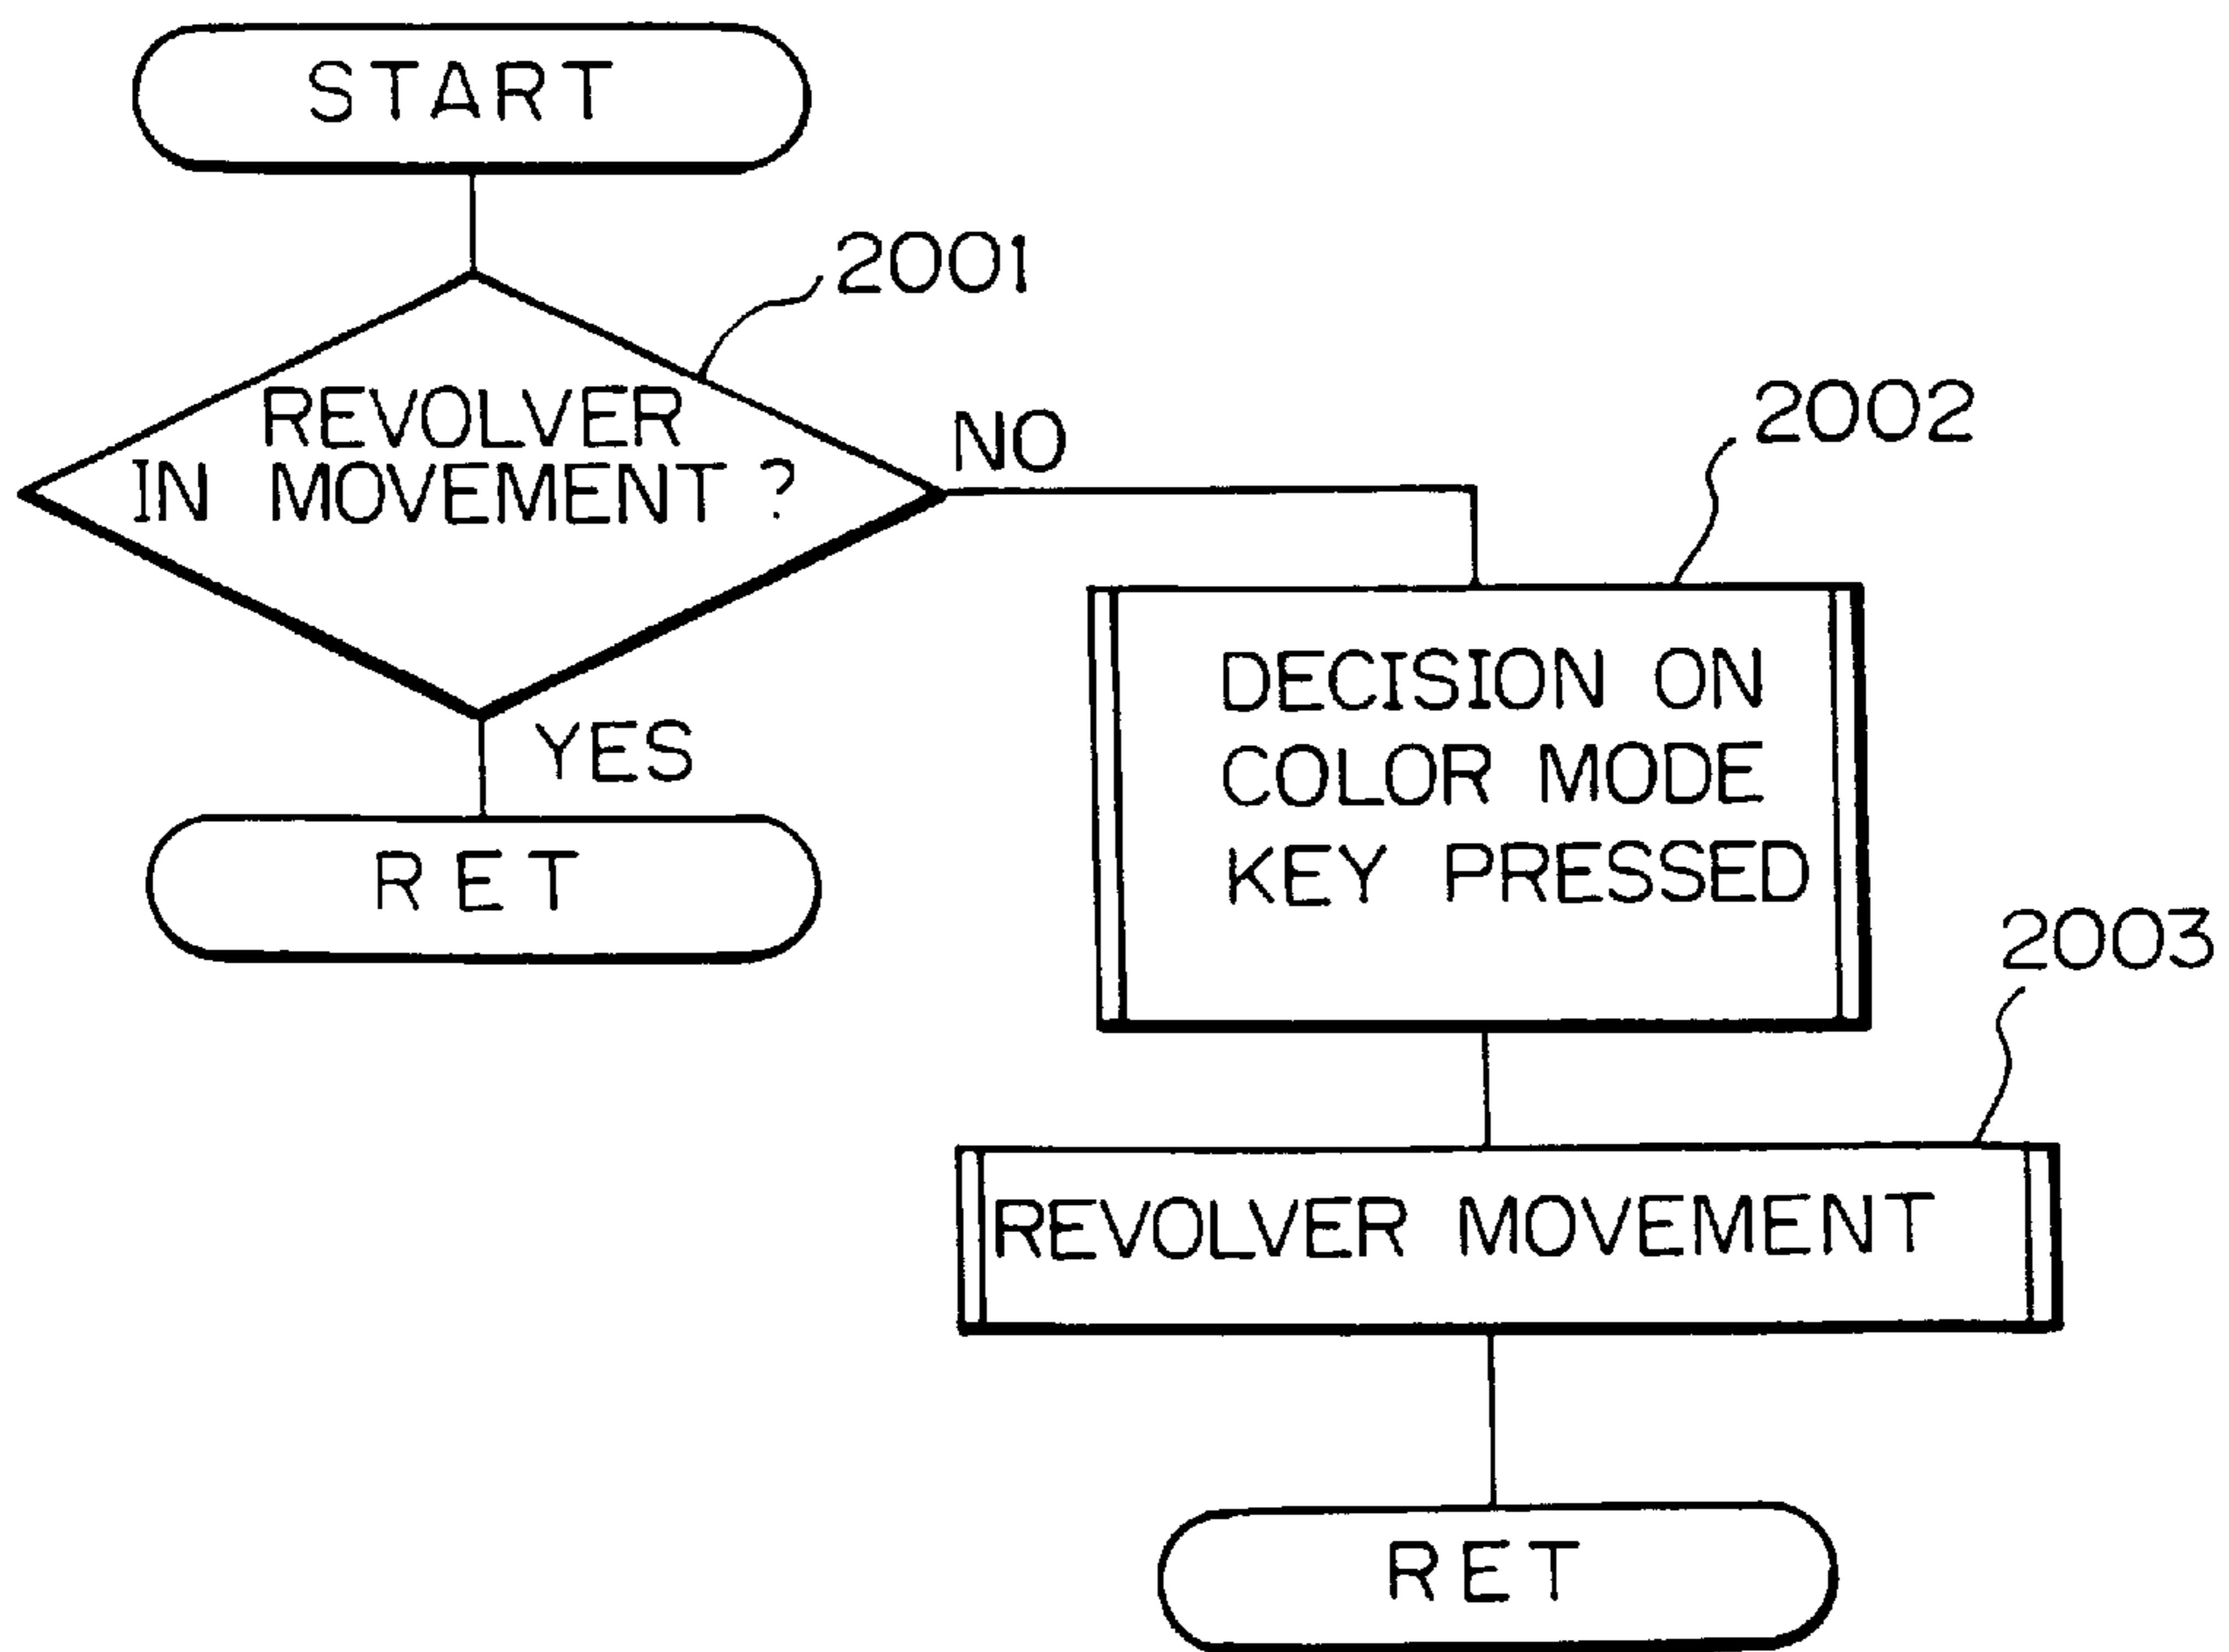 START
2001
REVOLVER
IN MOVEMENT ?
NO
2002
YES
RET
DECISION ON
COLOR MODE
KEY PRESSED
2003
REVOLVER MOVEMENT
RET